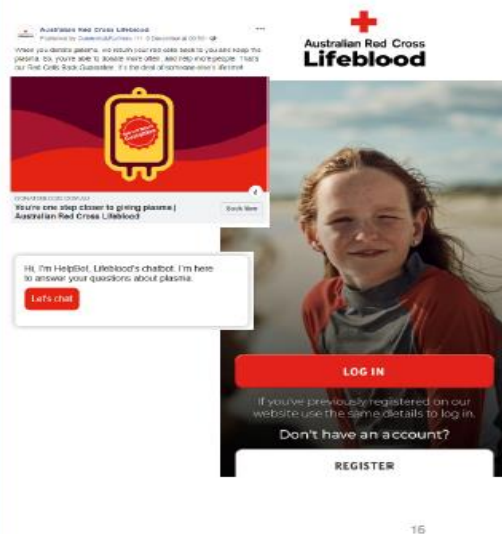 Australian Red Cross Lifeblood
When you donate plasma, we return your red cells back to you and keep the
plasma. So, you're able to donate more often, and help more people. That's
our Red Cells Back Guarantee. It's the deal of someone else's lifetime!
You're one step closer to giving plasma |
Australian Red Cross Lifeblood
Book Now
Hi, I'm HelpBot, Lifeblood's chatbot. I'm here
to answer your questions about plasma.
Let's chat
Australian Red Cross
Lifeblood
LOG IN
If you've previously registered on our
website use the same details to log in.
Don't have an account?
REGISTER
16